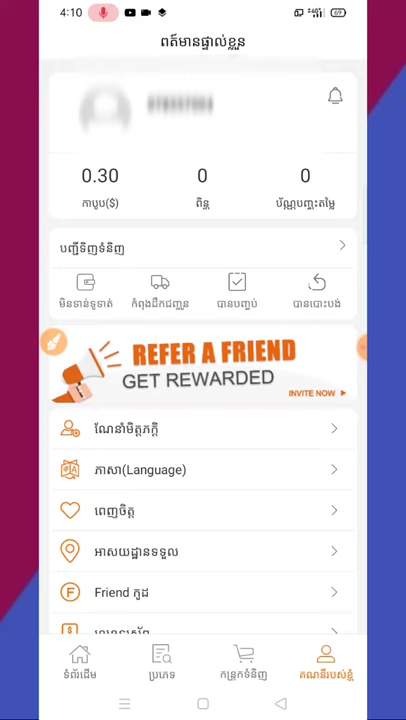 4:10
69
ពត័មានផ្ទាល់ខ្លួន
0.30
0
0
កាបូប($)
ពិន្ទុ
ប័ណ្ណបញ្ចុះតម្លៃ
បញ្ជីទិញទំនិញ
មិនទាន់ទូទាត់
កំពុងដឹកជញ្ជូន
បានបញ្ចប់
បានបោះបង់
REFER A FRIEND
GET REWARDED
INVITE NOW
ណែនាំមិត្តភក្តិ
ភាសា(Language)
ពេញចិត្ត
អាសយដ្ឋានទទួល
Friend កូដ
ទំព័រដើម
ប្រភេទ
កន្ត្រកទំនិញ
គណនីរបស់ខ្ញុំ